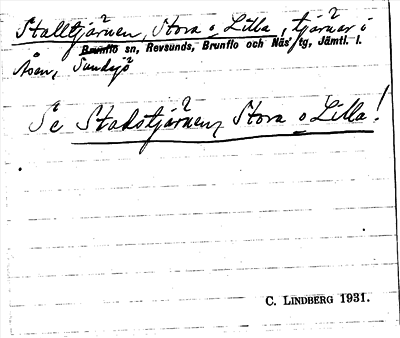 Stalltjärnen, Stora o Lilla, tjärnar i
Brunflo sn, Revsunds, Brunflo och Näs tg, Jämtl. l.
Åsen, Sundsjö
Se Stadstjärnen, Stora o Lilla!
C. LINDBERG 1931.